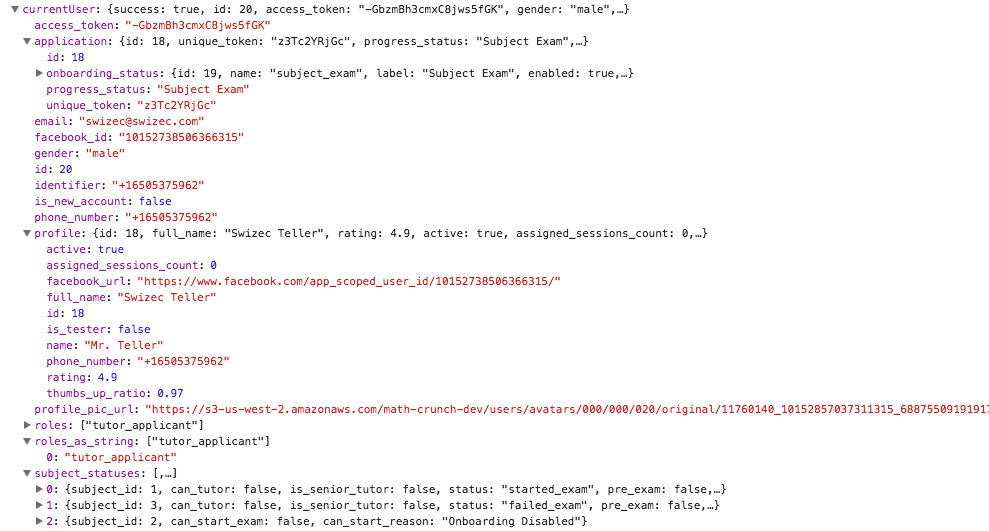 ▼ currentUser: {success: true, id: 20, access_token: "−GbzmBh3cmxC8jws5fGK", gender: "male",…}
access_token: "−GbzmBh3cmxC8jws5fGK"
▼ application: {id: 18, unique_token: "z3Tc2YRjGc", progress_status: "Subject Exam",…}
id: 18
▶ onboarding_status: {id: 19, name: "subject_exam", label: "Subject Exam", enabled: true,…}
progress_status: "Subject Exam"
unique_token: "z3Tc2YRjGc"
email: "swizec@swizec.com"
facebook_id: "10152738506366315"
gender: "male"
id: 20
identifier: "+16505375962"
is_new_account: false
phone_number: "+16505375962"
▼ profile: {id: 18, full_name: "Swizec Teller", rating: 4.9, active: true, assigned_sessions_count: 0,…}
active: true
assigned_sessions_count: 0
facebook_url: "https://www.facebook.com/app_scoped_user_id/10152738506366315/"
full_name: "Swizec Teller"
id: 18
is_tester: false
name: "Mr. Teller"
phone_number: "+16505375962"
rating: 4.9
thumbs_up_ratio: 0.97
profile_pic_url: "https://s3-us-west-2.amazonaws.com/math-crunch-dev/users/avatars/000/000/020/original/11760140_10152857037311315_6887550919191
▶ roles: ["tutor_applicant"]
▼ roles_as_string: ["tutor_applicant"]
0: "tutor_applicant"
▼ subject_statuses: [,…]
▶ 0: {subject_id: 1, can_tutor: false, is_senior_tutor: false, status: "started_exam", pre_exam: false,…}
▶ 1: {subject_id: 3, can_tutor: false, is_senior_tutor: false, status: "failed_exam", pre_exam: false,…}
▶ 2: {subject_id: 2, can_start_exam: false, can_start_reason: "Onboarding Disabled"}